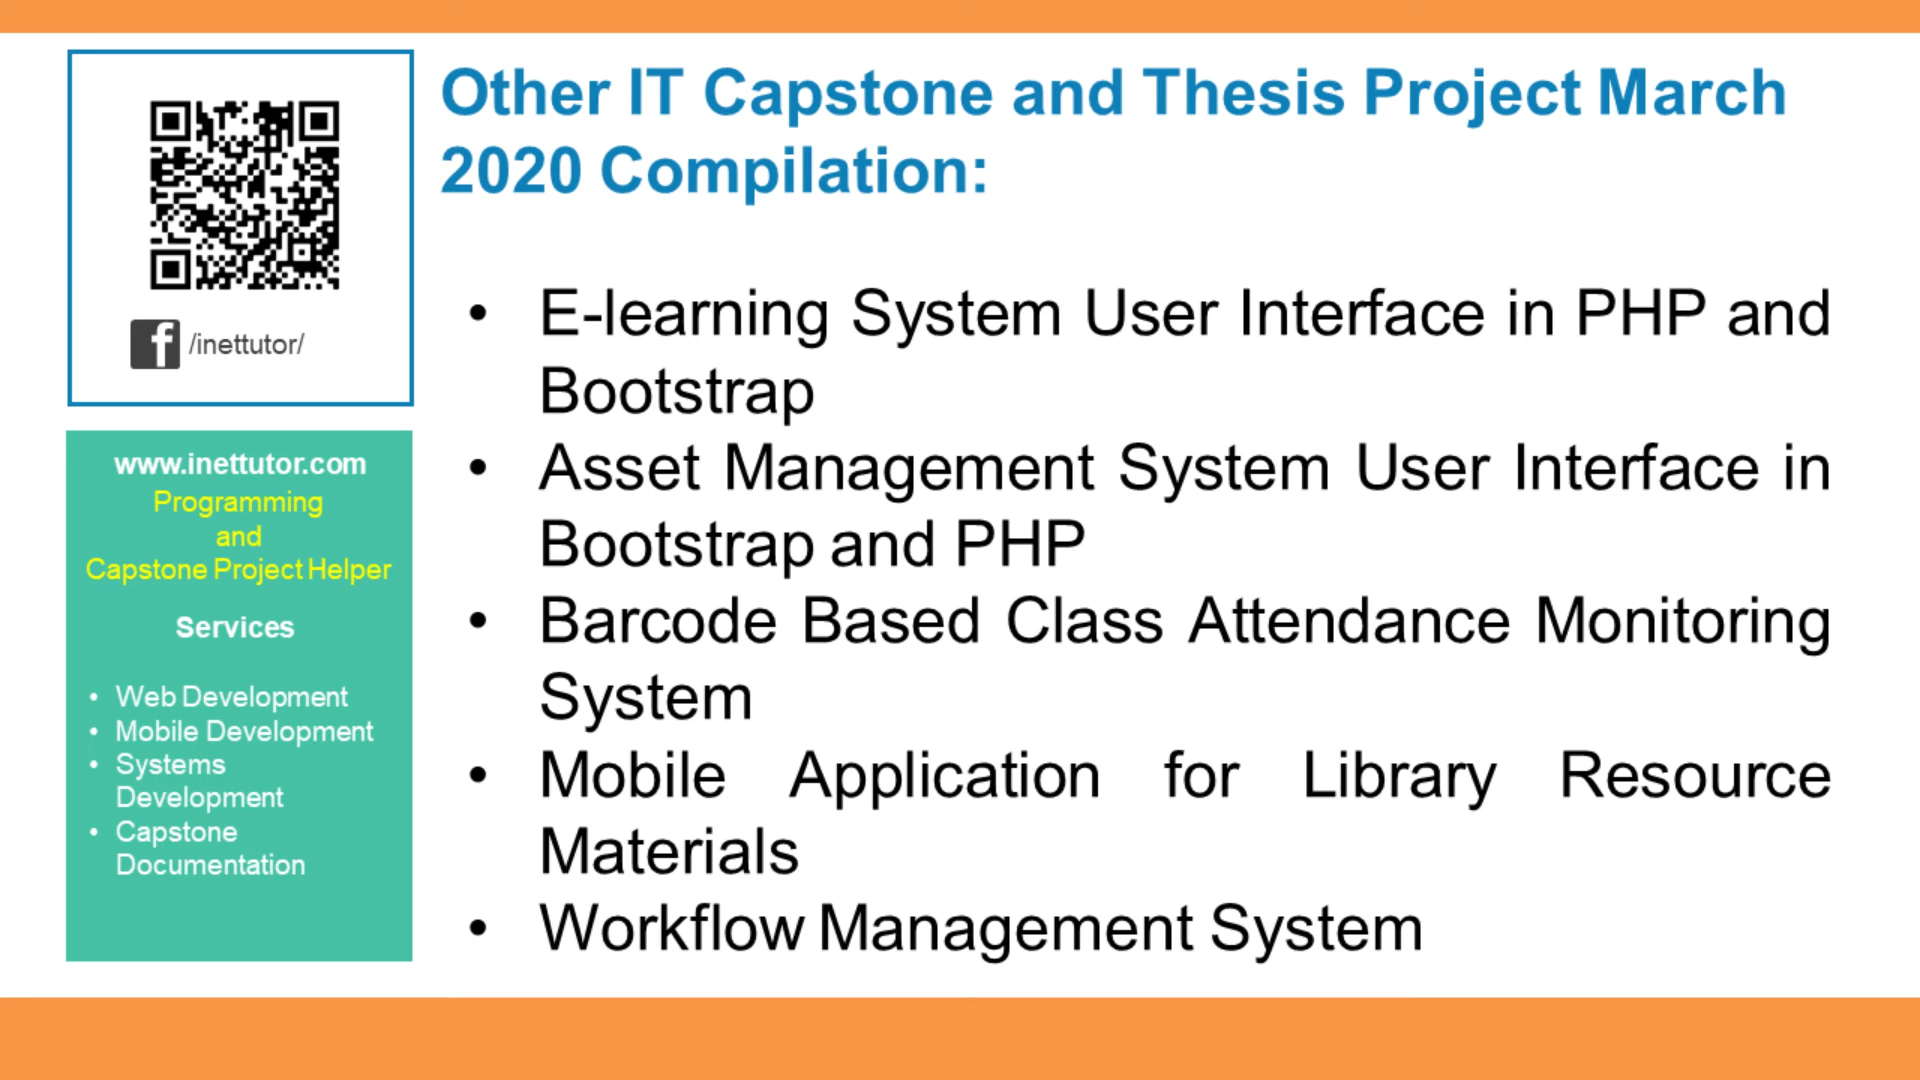 /inettutor/
www.inettutor.com
Programming
and
Capstone Project Helper
Services
• Web Development
• Mobile Development
• Systems
Development
• Capstone
Documentation
Other IT Capstone and Thesis Project March
2020 Compilation:
• E-learning System User Interface in PHP and
Bootstrap
• Asset Management System User Interface in
Bootstrap and PHP
• Barcode Based Class Attendance Monitoring
System
• Mobile Application for Library Resource
Materials
• Workflow Management System